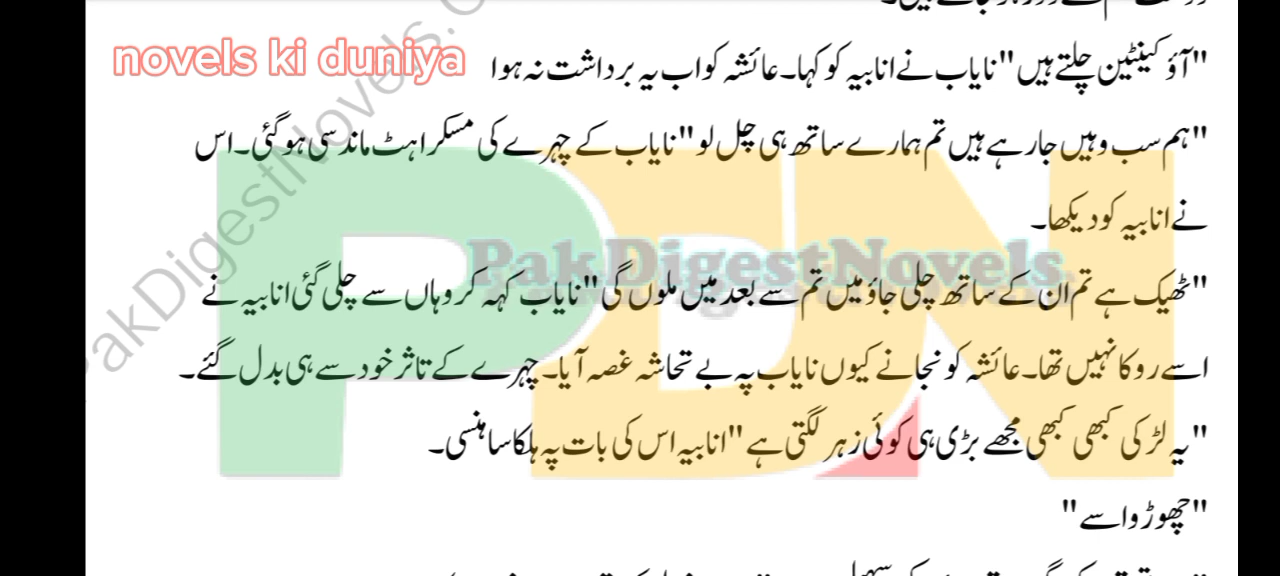 novels ki duniya
"آؤ کینٹین چلتے ہیں" نایاب نے انابیہ کو کہا۔ عائشہ کو اب یہ برداشت نہ ہوا
"ہم سب وہیں جا رہے ہیں تم ہمارے ساتھ ہی چل لو" نایاب کے چہرے کی مسکراہٹ ماند سی ہو گئی۔ اس
نے انابیہ کو دیکھا۔
PakDigestNovels
"ٹھیک ہے تم ان کے ساتھ چلی جاؤ میں تم سے بعد میں ملوں گی" نایاب کہہ کر وہاں سے چلی گئی انابیہ نے
اسے روکا نہیں تھا۔ عائشہ کو نجانے کیوں نایاب پہ بے تحاشہ غصہ آیا۔ چہرے کے تاثر خود سے ہی بدل گئے۔
"یہ لڑکی کبھی کبھی مجھے بڑی ہی کوئی زہر لگتی ہے" انابیہ اس کی بات پہ ہلکا سا ہنسی۔
"چھوڑو اسے"